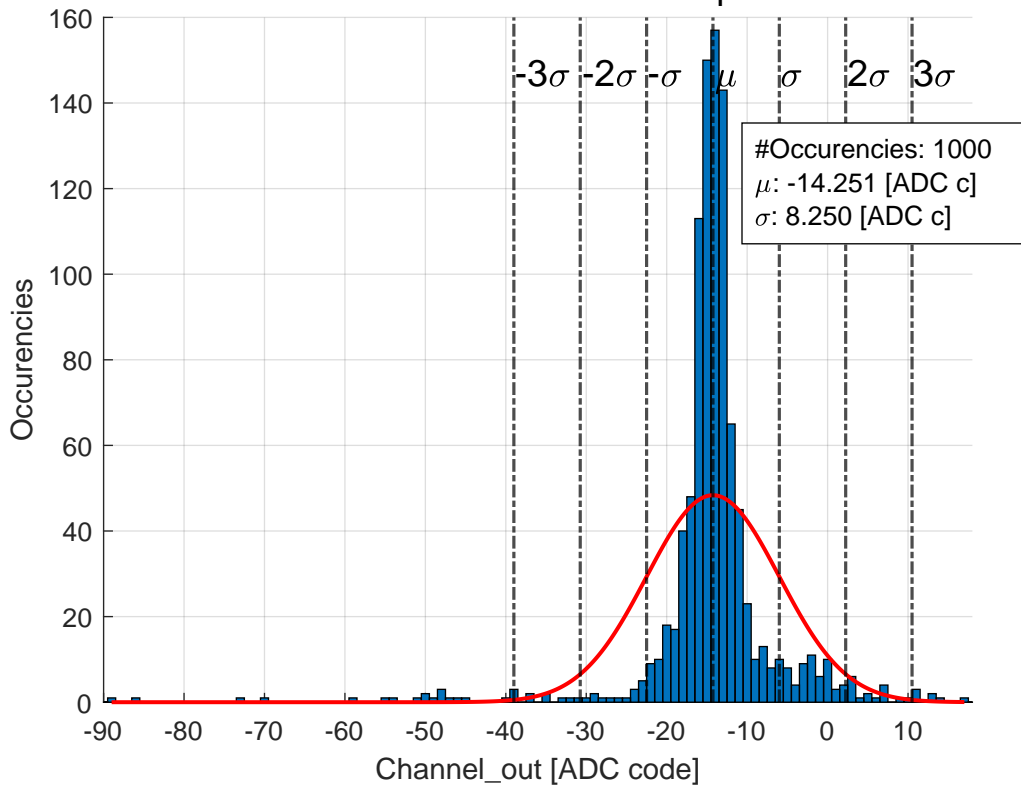 160
140
120
100
80
60
40
20
0
Occurencies
-3σ -2σ -σ μ σ 2σ 3σ
#Occurencies: 1000
μ: -14.251 [ADC c]
σ: 8.250 [ADC c]
-90 -80 -70 -60 -50 -40 -30 -20 -10 0 10
Channel_out [ADC code]